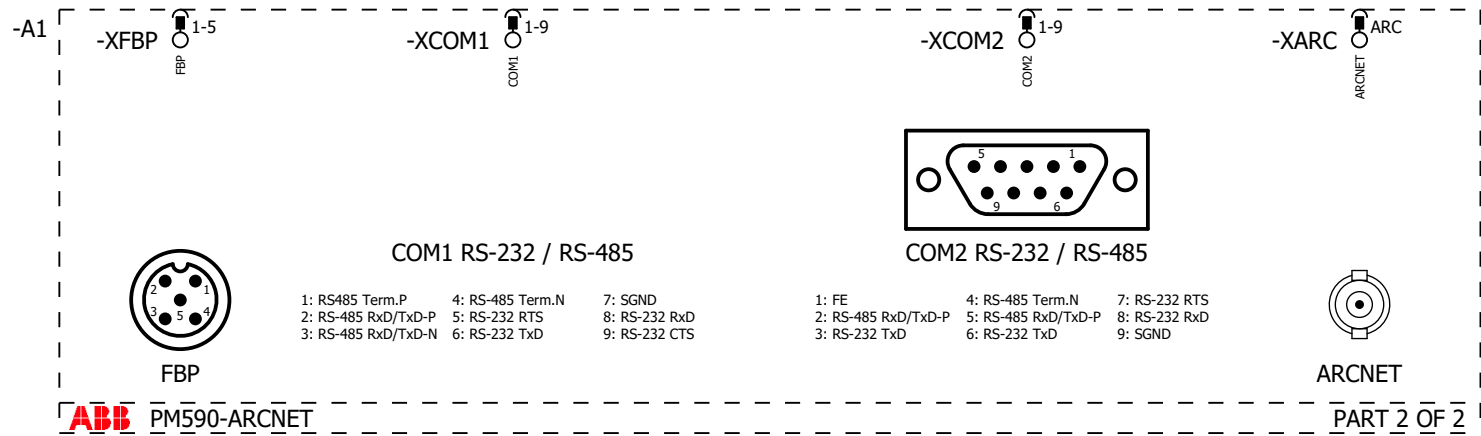 -A1
-XFBP
1-5
FBP
-XCOM1
1-9
COM1
-XCOM2
1-9
COM2
-XARC
ARC
ARCNET
5 1
9 6
COM1 RS-232 / RS-485
COM2 RS-232 / RS-485
2 1
3 5 4
1: RS485 Term.P 4: RS-485 Term.N 7: SGND
2: RS-485 RxD/TxD-P 5: RS-232 RTS 8: RS-232 RxD
3: RS-485 RxD/TxD-N 6: RS-232 TxD 9: RS-232 CTS
1: FE 4: RS-485 Term.N 7: RS-232 RTS
2: RS-485 RxD/TxD-P 5: RS-485 RxD/TxD-P 8: RS-232 RxD
3: RS-232 TxD 6: RS-232 TxD 9: SGND
FBP
ARCNET
ABB PM590-ARCNET
PART 2 OF 2